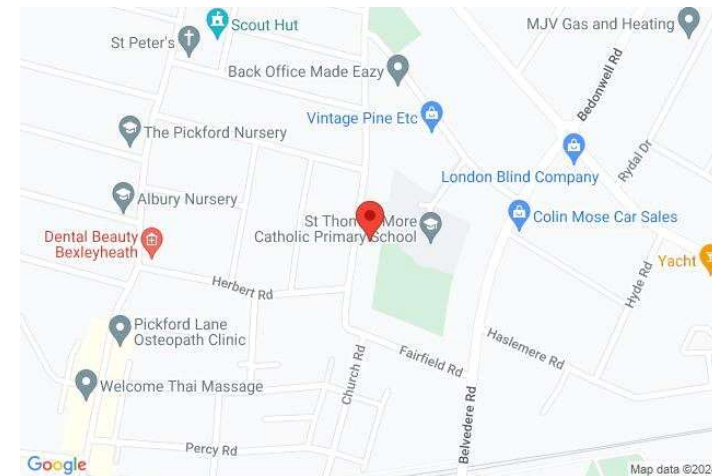 Scout Hut
St Peter's
MJV Gas and Heating
Back Office Made Eazy
Bedonwell Rd
Vintage Pine Etc
The Pickford Nursery
London Blind Company
Rydal Dr
Albury Nursery
St Thomas More
Catholic Primary School
Colin Mose Car Sales
Dental Beauty
Bexleyheath
Yacht
Herbert Rd
Hyde Rd
Pickford Lane
Osteopath Clinic
Haslemere Rd
Fairfield Rd
Church Rd
Welcome Thai Massage
Belvedere Rd
Percy Rd
Google
Map data ©202